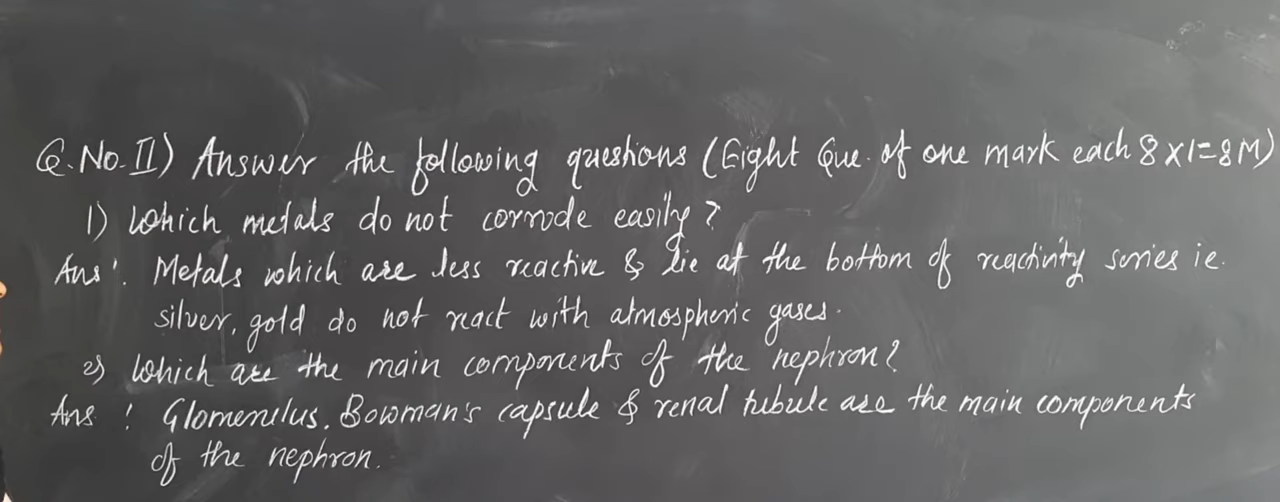 Q.No.II) Answer the following questions (Eight Que. of one mark each 8x1=8M)
1) Which metals do not corrode easily?
Ans: Metals which are less reactive & lie at the bottom of reactivity series ie.
silver, gold do not react with atmospheric gases.
2) Which are the main components of the nephron?
Ans: Glomerulus, Bowman's capsule & renal tubule are the main components
of the nephron.